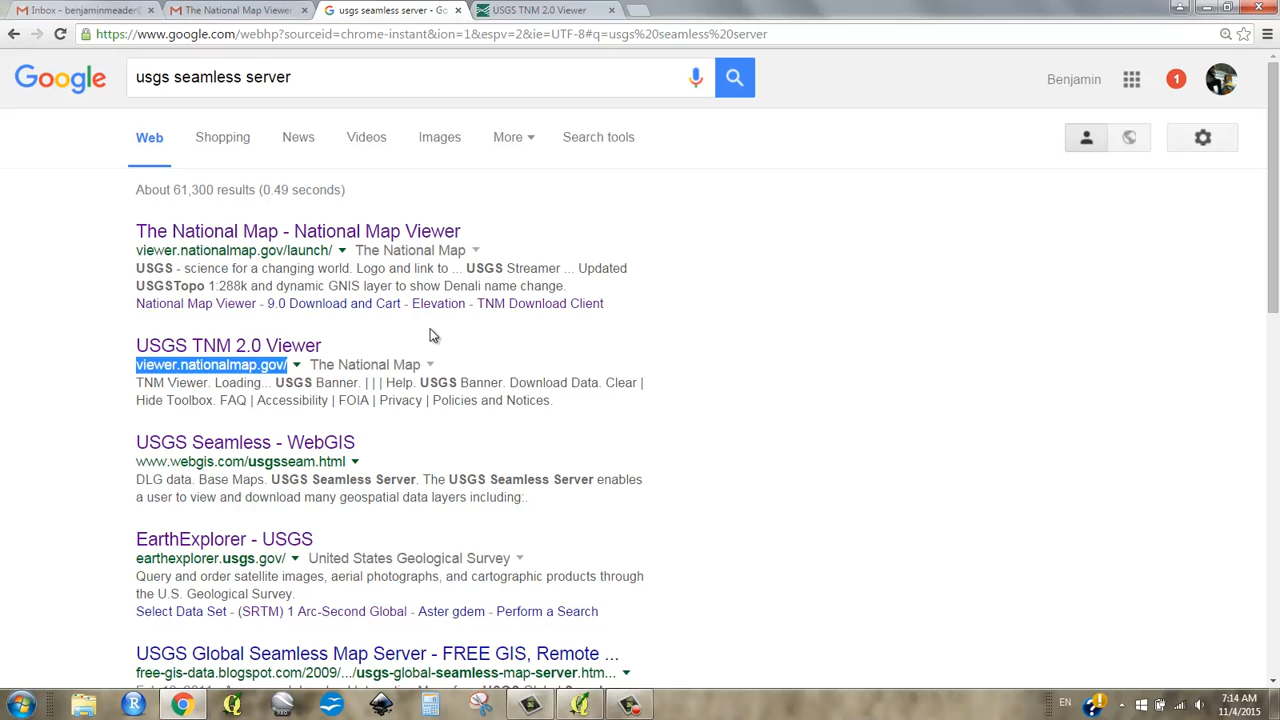 Inbox - benjaminmeader@
The National Map Viewer
usgs seamless server - Go
USGS TNM 2.0 Viewer
https://www.google.com/webhp?sourceid=chrome-instant&ion=1&espv=2&ie=UTF-8#q=usgs%20seamless%20server
Google
usgs seamless server
Benjamin
1
Web Shopping News Videos Images More Search tools
About 61,300 results (0.49 seconds)
The National Map - National Map Viewer
viewer.nationalmap.gov/launch/ The National Map
USGS - science for a changing world. Logo and link to ... USGS Streamer ... Updated
USGSTopo 1:288k and dynamic GNIS layer to show Denali name change.
National Map Viewer - 9.0 Download and Cart - Elevation - TNM Download Client
USGS TNM 2.0 Viewer
viewer.nationalmap.gov/ The National Map
TNM Viewer. Loading... USGS Banner. | | | Help. USGS Banner. Download Data. Clear |
Hide Toolbox. FAQ | Accessibility | FOIA | Privacy | Policies and Notices.
USGS Seamless - WebGIS
www.webgis.com/usgsseam.html
DLG data. Base Maps. USGS Seamless Server. The USGS Seamless Server enables
a user to view and download many geospatial data layers including:.
EarthExplorer - USGS
earthexplorer.usgs.gov/ United States Geological Survey
Query and order satellite images, aerial photographs, and cartographic products through
the U.S. Geological Survey.
Select Data Set - (SRTM) 1 Arc-Second Global - Aster gdem - Perform a Search
USGS Global Seamless Map Server - FREE GIS, Remote ...
free-gis-data.blogspot.com/2009/.../usgs-global-seamless-map-server.htm...
EN
7:14 AM
11/4/2015